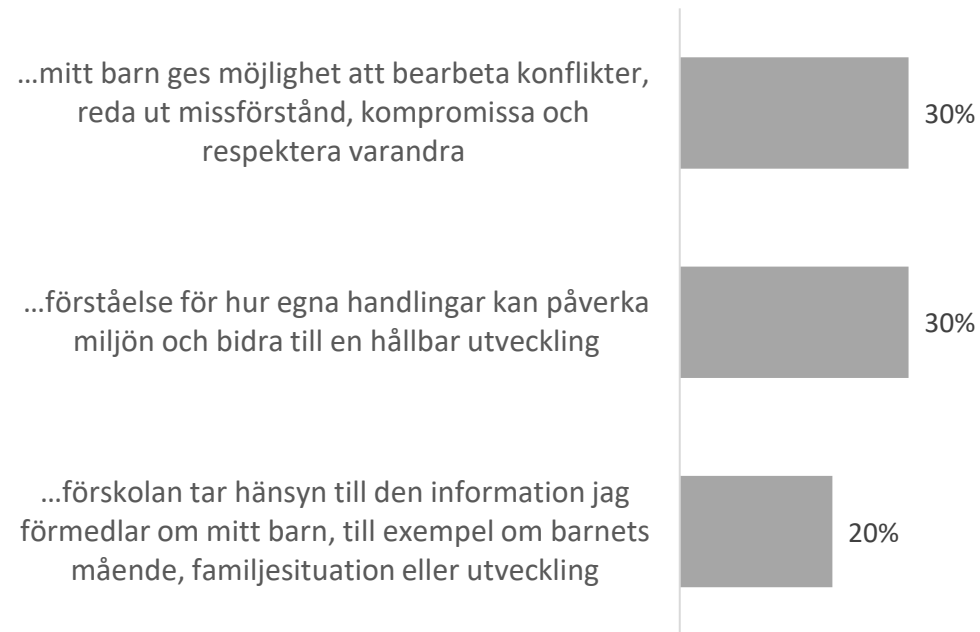 …mitt barn ges möjlighet att bearbeta konflikter,
reda ut missförstånd, kompromissa och
respektera varandra
30%
…förståelse för hur egna handlingar kan påverka
miljön och bidra till en hållbar utveckling
30%
…förskolan tar hänsyn till den information jag
förmedlar om mitt barn, till exempel om barnets
mående, familjesituation eller utveckling
20%